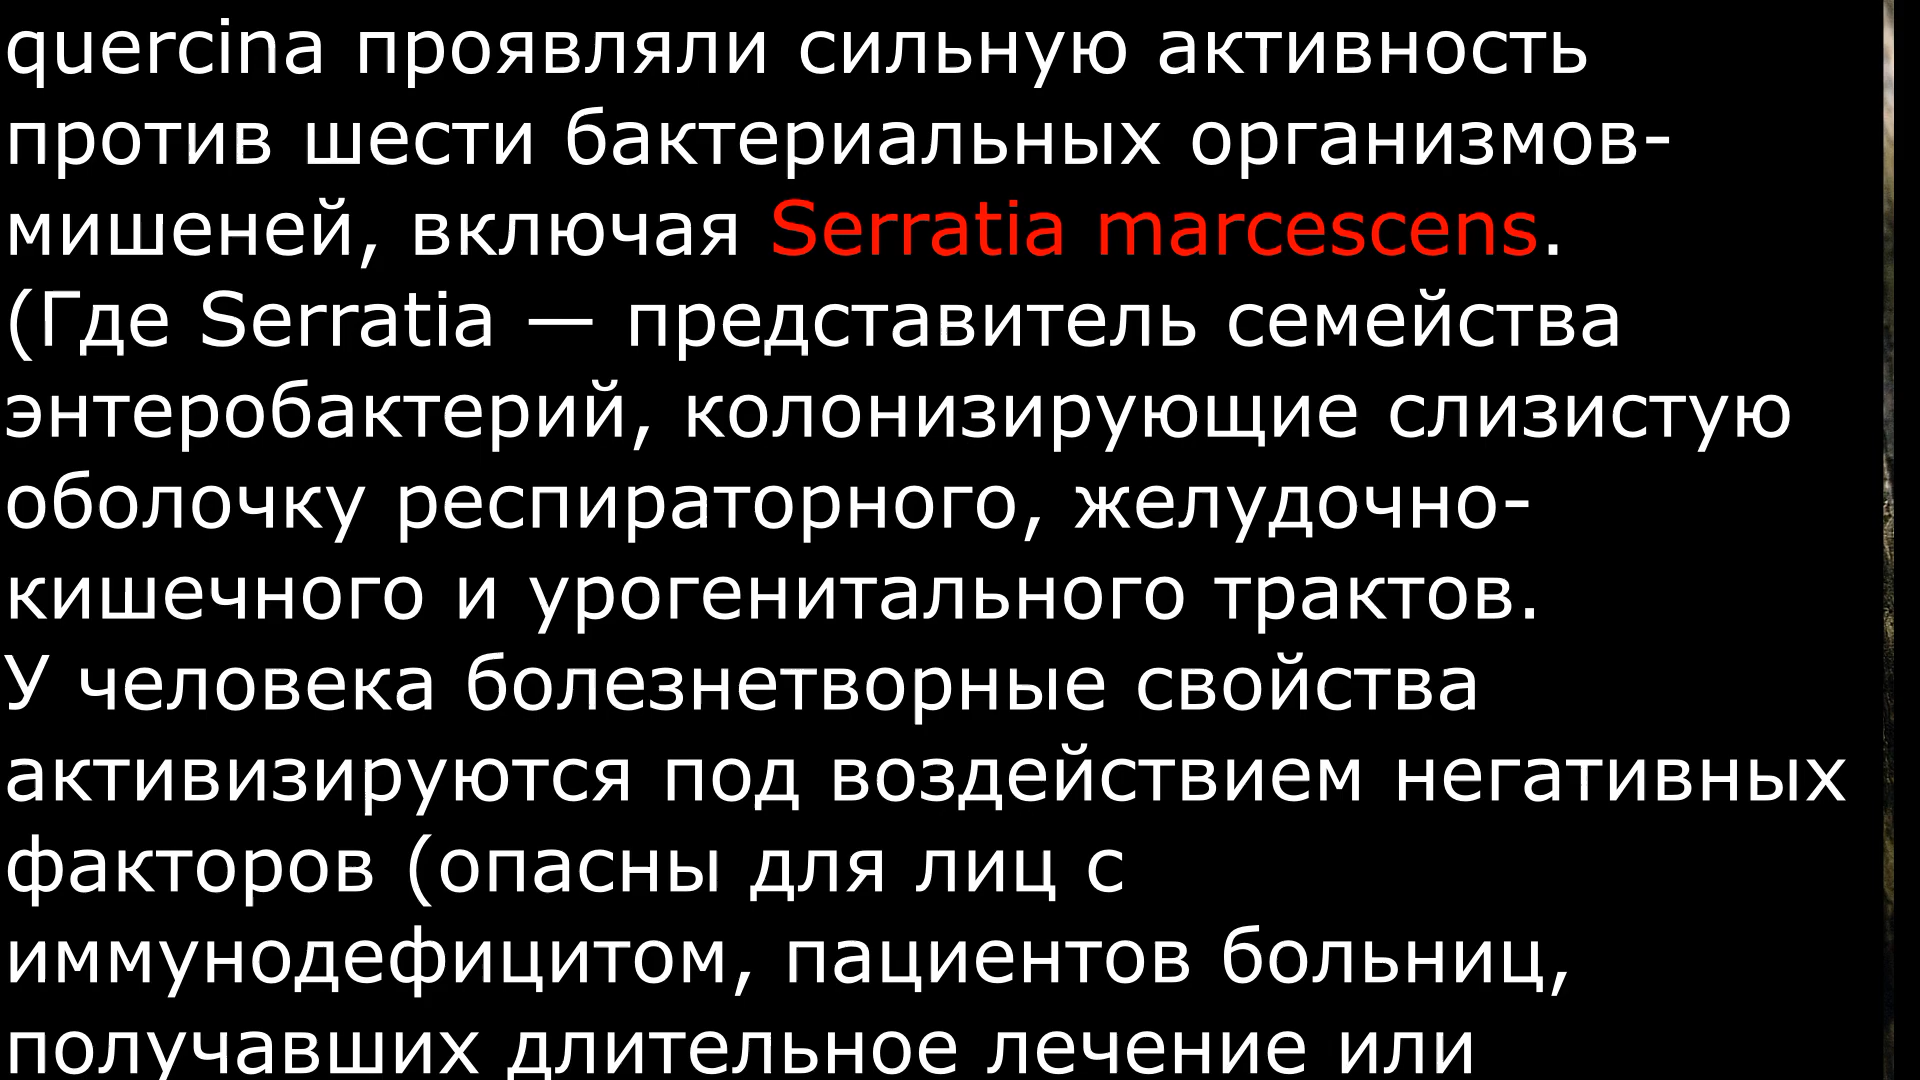 quercina проявляли сильную активность
против шести бактериальных организмов-
мишеней, включая Serratia marcescens.
(Где Serratia — представитель семейства
энтеробактерий, колонизирующие слизистую
оболочку респираторного, желудочно-
кишечного и урогенитального трактов.
У человека болезнетворные свойства
активизируются под воздействием негативных
факторов (опасны для лиц с
иммунодефицитом, пациентов больниц,
получавших длительное лечение или